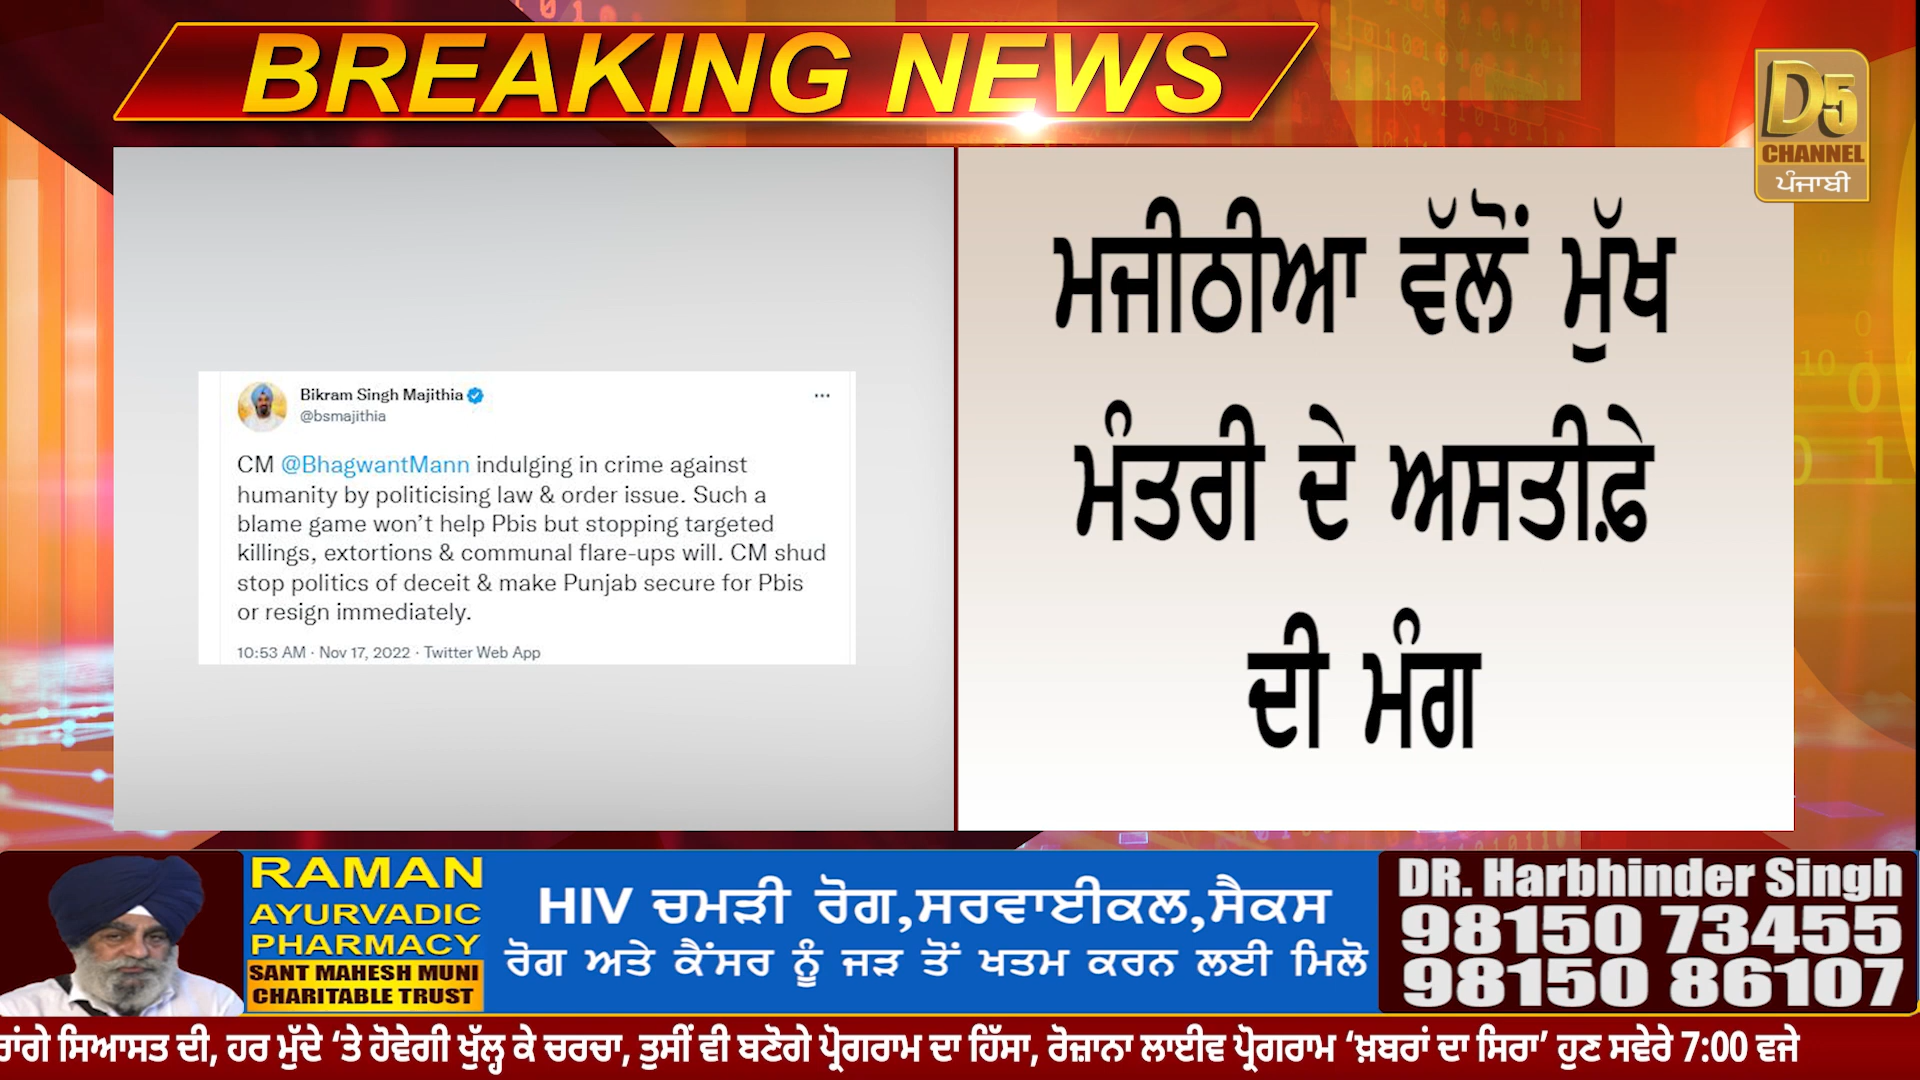 BREAKING NEWS
D5
CHANNEL
ਪੰਜਾਬੀ
Bikram Singh Majithia
@bsmajithia
CM @BhagwantMann indulging in crime against
humanity by politicising law & order issue. Such a
blame game won't help Pbis but stopping targeted
killings, extortions & communal flare-ups will. CM shud
stop politics of deceit & make Punjab secure for Pbis
or resign immediately.
10:53 AM · Nov 17, 2022 · Twitter Web App
ਮਜੀਠੀਆ ਵੱਲੋਂ ਮੁੱਖ
ਮੰਤਰੀ ਦੇ ਅਸਤੀਫ਼ੇ
ਦੀ ਮੰਗ
RAMAN
AYURVADIC
PHARMACY
SANT MAHESH MUNI
CHARITABLE TRUST
HIV ਚਮੜੀ ਰੋਗ,ਸਰਵਾਈਕਲ,ਸੈਕਸ
ਰੋਗ ਅਤੇ ਕੈਂਸਰ ਨੂੰ ਜੜ ਤੋਂ ਖਤਮ ਕਰਨ ਲਈ ਮਿਲੋ
DR. Harbhinder Singh
98150 73455
98150 86107
ਸਿਆਸਤ ਦੀ, ਹਰ ਮੁੱਦੇ ‘ਤੇ ਹੋਵੇਗੀ ਖੁੱਲ੍ਹ ਕੇ ਚਰਚਾ, ਤੁਸੀਂ ਵੀ ਬਣੋਗੇ ਪ੍ਰੋਗਰਾਮ ਦਾ ਹਿੱਸਾ, ਰੋਜ਼ਾਨਾ ਲਾਈਵ ਪ੍ਰੋਗਰਾਮ ‘ਖ਼ਬਰਾਂ ਦਾ ਸਿਰਾ’ ਹੁਣ ਸਵੇਰੇ 7:00 ਵਜੇ